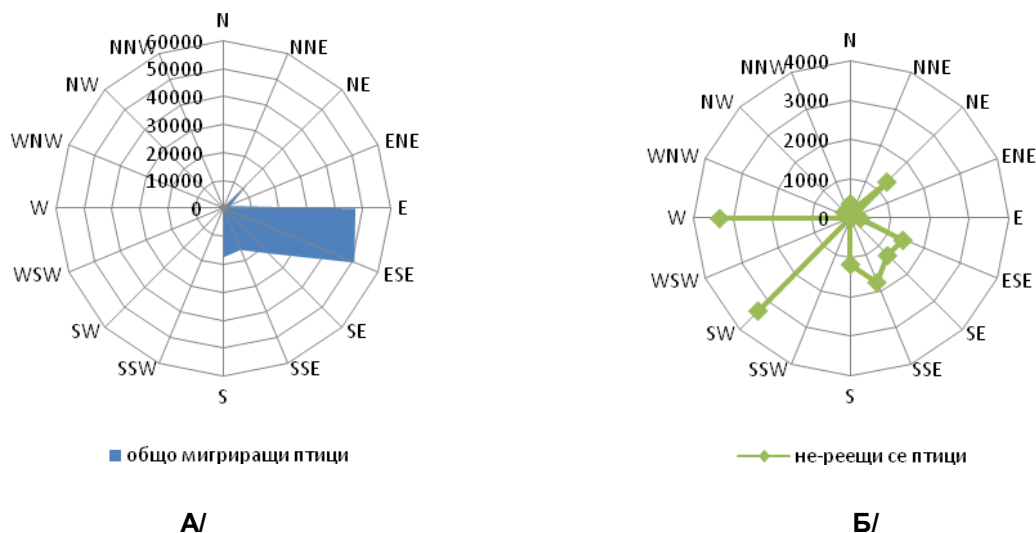 N
NNE
NE
ENE
E
ESE
SE
SSE
S
SSW
SW
WSW
W
WNW
NW
NNW
60000
50000
40000
30000
20000
10000
0
общо мигриращи птици
А/
N
NNE
NE
ENE
E
ESE
SE
SSE
S
SSW
SW
WSW
W
WNW
NW
NNW
4000
3000
2000
1000
0
не-реещи се птици
Б/